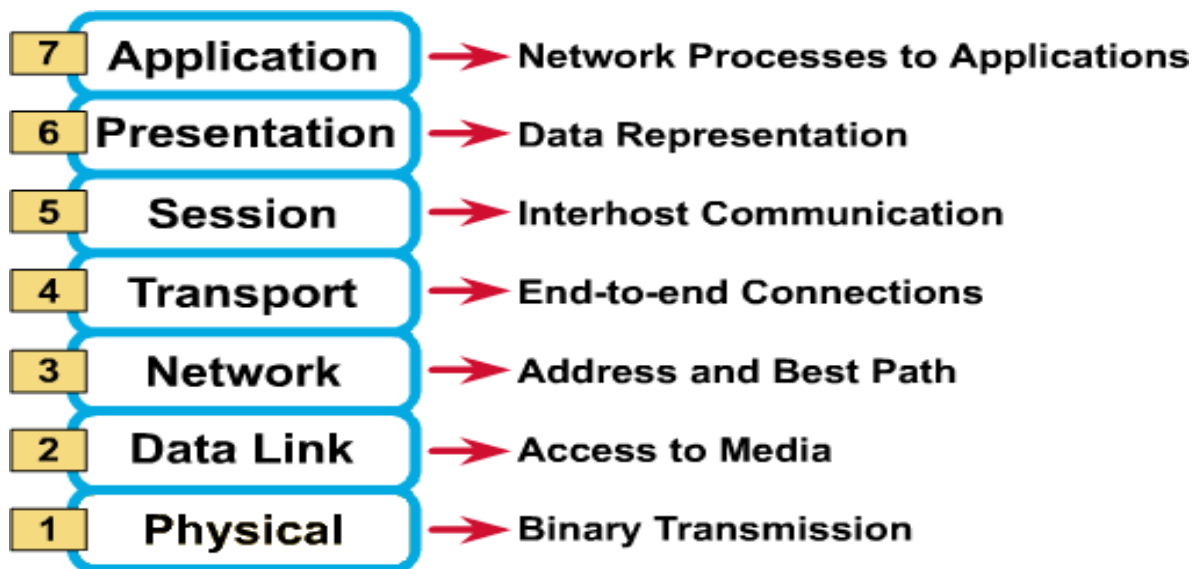 7 Application Network Processes to Applications
6 Presentation Data Representation
5 Session Interhost Communication
4 Transport End-to-end Connections
3 Network Address and Best Path
2 Data Link Access to Media
1 Physical Binary Transmission